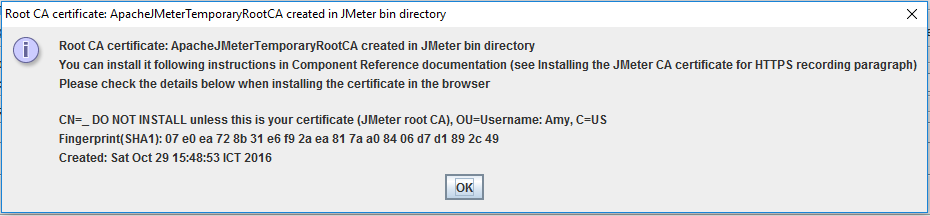 Root CA certificate: ApacheJMeterTemporaryRootCA created in JMeter bin directory
Root CA certificate: ApacheJMeterTemporaryRootCA created in JMeter bin directory
You can install it following instructions in Component Reference documentation (see Installing the JMeter CA certificate for HTTPS recording paragraph)
Please check the details below when installing the certificate in the browser
CN=_ DO NOT INSTALL unless this is your certificate (JMeter root CA), OU=Username: Amy, C=US
Fingerprint(SHA1): 07 e0 ea 72 8b 31 e6 f9 2a ea 81 7a a0 84 06 d7 d1 89 2c 49
Created: Sat Oct 29 15:48:53 ICT 2016
OK